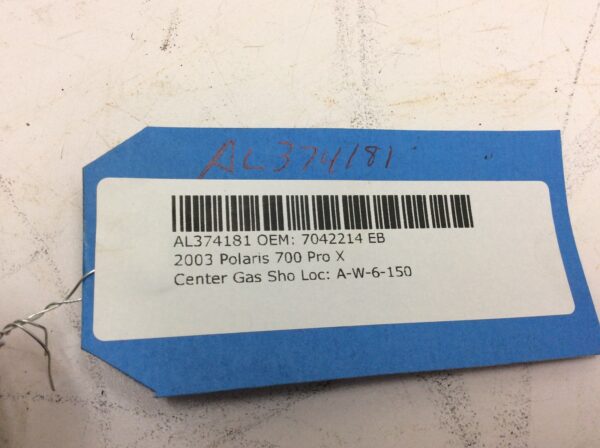 AL374181
AL374181 OEM: 7042214 EB
2003 Polaris 700 Pro X
Center Gas Sho Loc: A-W-6-150